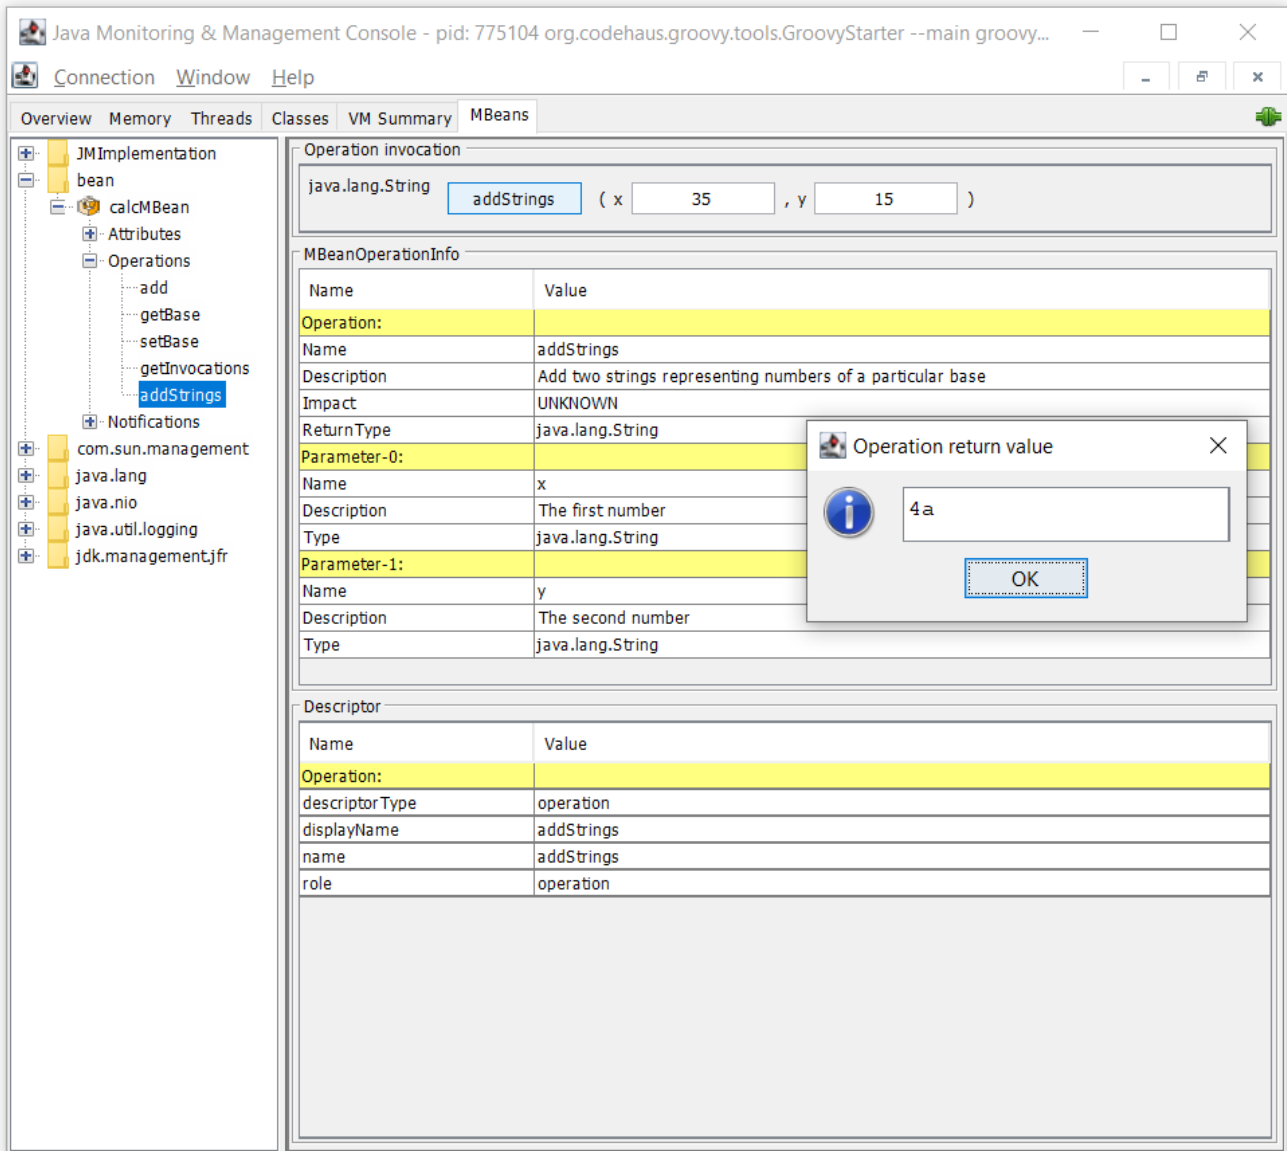 Java Monitoring & Management Console - pid: 775104 org.codehaus.groovy.tools.GroovyStarter --main groovy...
Connection Window Help
Overview Memory Threads Classes VM Summary MBeans
JMImplementation
bean
calcMBean
Attributes
Operations
add
getBase
setBase
getInvocations
addStrings
Notifications
com.sun.management
java.lang
java.nio
java.util.logging
jdk.management.jfr
Operation invocation
java.lang.String addStrings ( x 35 , y 15 )
MBeanOperationInfo
Name Value
Operation:
Name addStrings
Description Add two strings representing numbers of a particular base
Impact UNKNOWN
ReturnType java.lang.String
Parameter-0:
Name x
Description The first number
Type java.lang.String
Parameter-1:
Name y
Description The second number
Type java.lang.String
Operation return value
4a
OK
Descriptor
Name Value
Operation:
descriptorType operation
displayName addStrings
name addStrings
role operation